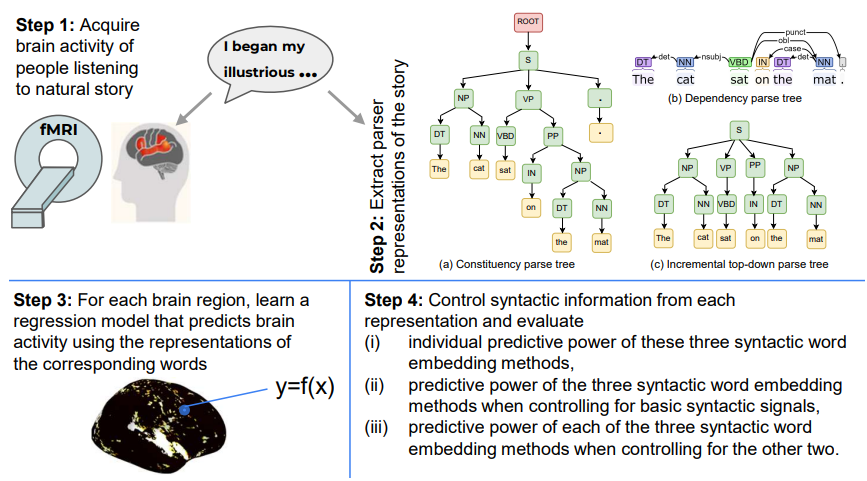 Step 1: Acquire
brain activity of
people listening
to natural story
I began my
illustrious ...
fMRI
Step 2: Extract parser
representations of the story
ROOT
S
NP VP .
DT NN VBD PP .
The cat sat IN NP
on DT NN
the mat
(a) Constituency parse tree
punct
obl
case
det nsubj det
DT NN VBD IN DT NN .
The cat sat on the mat .
(b) Dependency parse tree
S
NP VP PP NP
DT NN VBD IN DT NN
The cat sat on the mat
(c) Incremental top-down parse tree
Step 3: For each brain region, learn a
regression model that predicts brain
activity using the representations of
the corresponding words
y=f(x)
Step 4: Control syntactic information from each
representation and evaluate
(i) individual predictive power of these three syntactic word
embedding methods,
(ii) predictive power of the three syntactic word embedding
methods when controlling for basic syntactic signals,
(iii) predictive power of each of the three syntactic word
embedding methods when controlling for the other two.